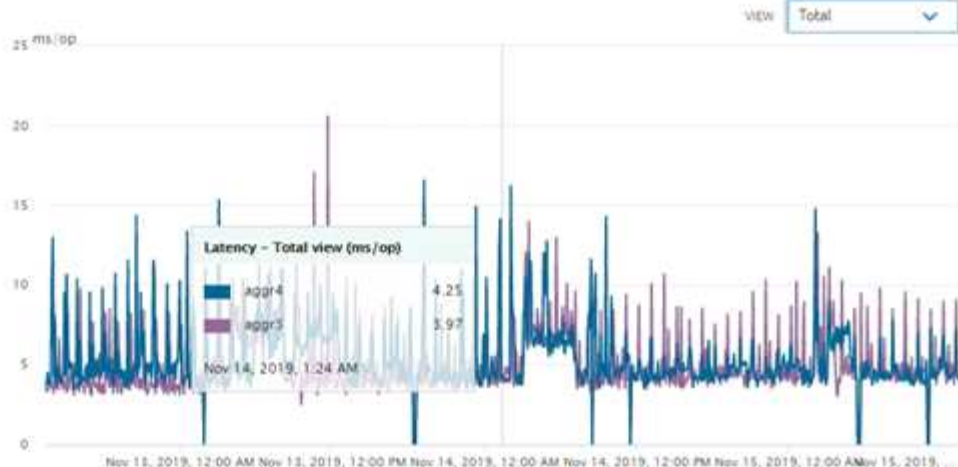 VIEW Total
ms/op
25
20
15
10
5
0
Latency - Total view (ms/op)
aggr4 4.25
3.97
Nov 14, 2019, 1:24 AM
Nov 13, 2019, 12:00 AM Nov 13, 2019, 12:00 PM Nov 14, 2019, 12:00 AM Nov 14, 2019, 12:00 PM Nov 15, 2019, 12:00 AM Nov 15, 2019, ...